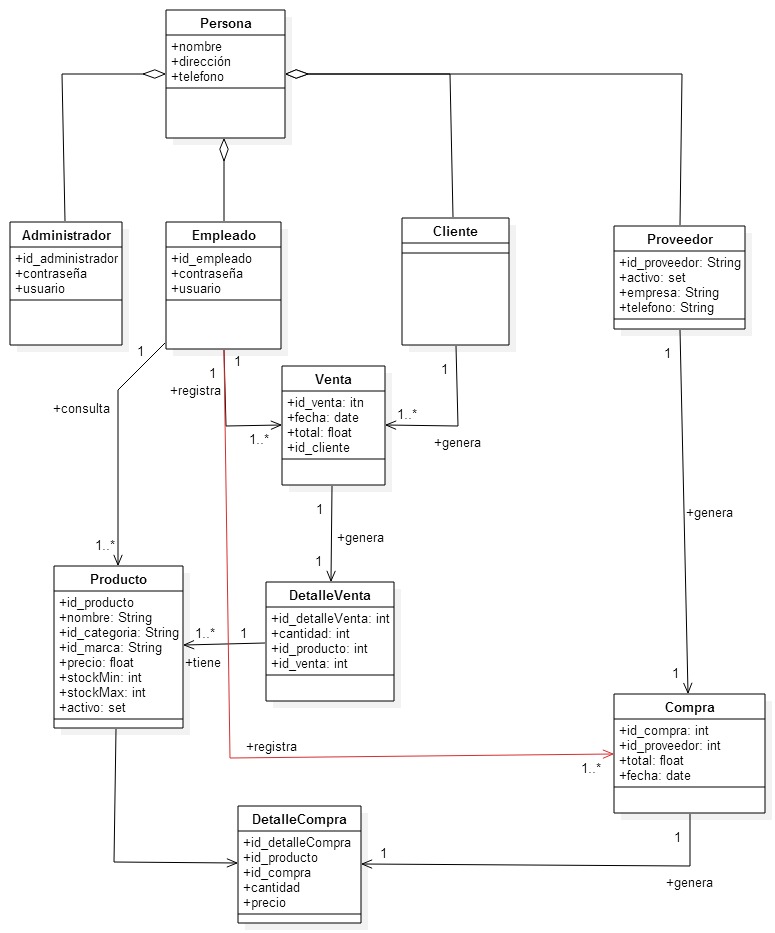 Persona
+nombre
+dirección
+telefono
Administrador
+id_administrador
+contraseña
+usuario
Empleado
+id_empleado
+contraseña
+usuario
Cliente
Proveedor
+id_proveedor: String
+activo: set
+empresa: String
+telefono: String
1
1
1
+registra
1
1
+consulta
Venta
+id_venta: itn
+fecha: date
+total: float
+id_cliente
1..*
1..*
+genera
1
+genera
1
+genera
1..*
1
Producto
+id_producto
+nombre: String
+id_categoria: String
+id_marca: String
+precio: float
+stockMin: int
+stockMax: int
+activo: set
DetalleVenta
+id_detalleVenta: int
+cantidad: int
+id_producto: int
+id_venta: int
1..*
1
+tiene
1
Compra
+id_compra: int
+id_proveedor: int
+total: float
+fecha: date
+registra
1..*
DetalleCompra
+id_detalleCompra
+id_producto
+id_compra
+cantidad
+precio
1
1
+genera